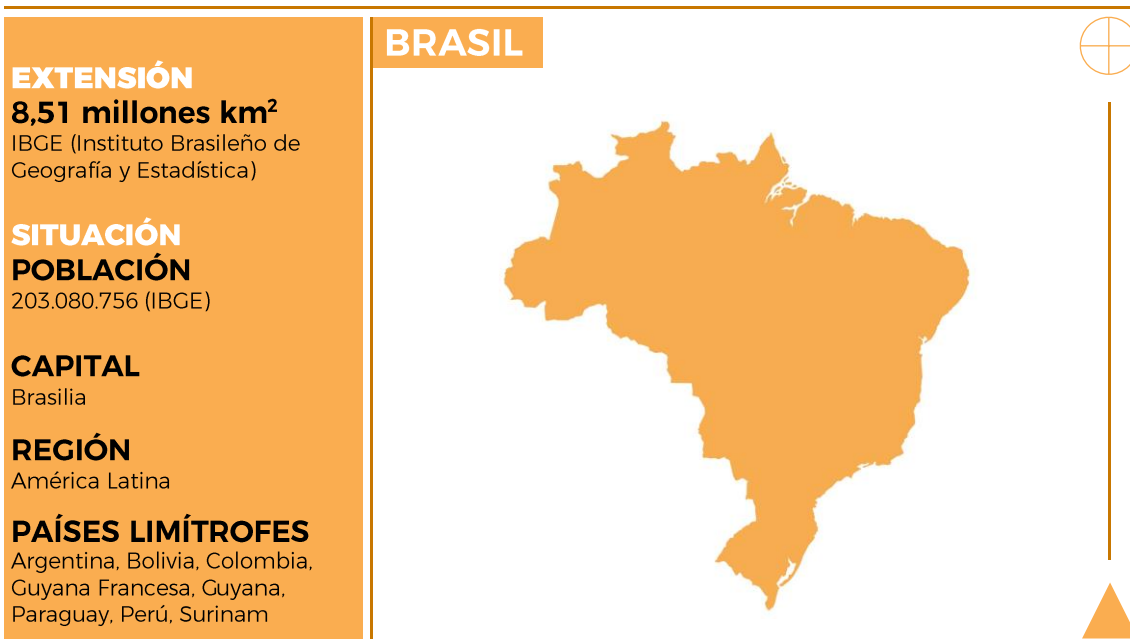 EXTENSIÓN
8,51 millones km²
IBGE (Instituto Brasileño de
Geografía y Estadística)
SITUACIÓN
POBLACIÓN
203.080.756 (IBGE)
CAPITAL
Brasilia
REGIÓN
América Latina
PAÍSES LIMÍTROFES
Argentina, Bolivia, Colombia,
Guyana Francesa, Guyana,
Paraguay, Perú, Surinam
BRASIL